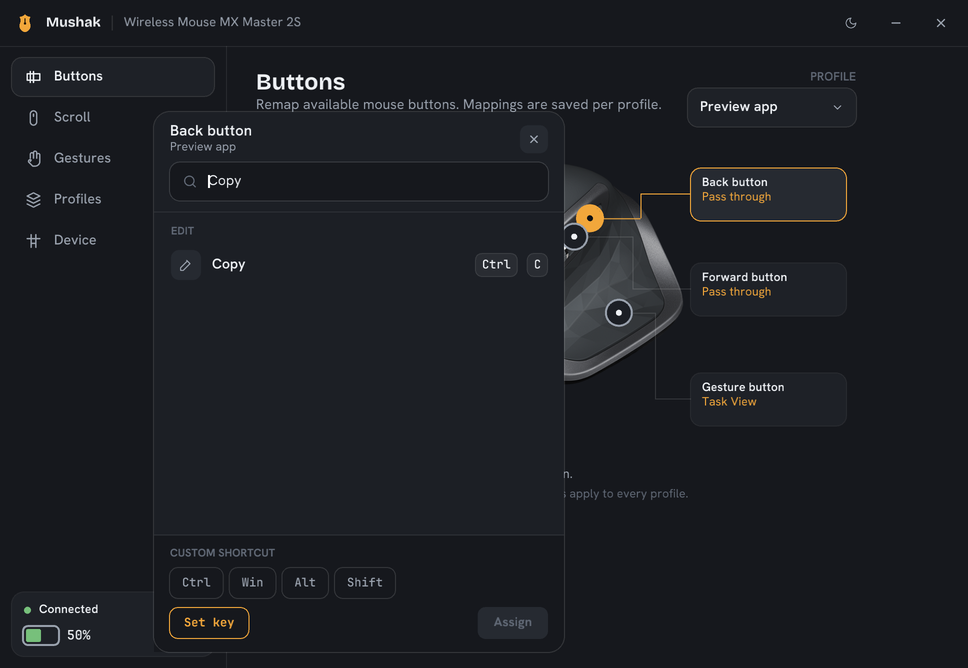 Mushak
Wireless Mouse MX Master 2S
Buttons
Scroll
Gestures
Profiles
Device
Connected
50%
Buttons
Remap available mouse buttons. Mappings are saved per profile.
PROFILE
Preview app
Back button
Pass through
Forward button
Pass through
Gesture button
Task View
n.
s apply to every profile.
Back button
Preview app
Copy
EDIT
Copy
Ctrl C
CUSTOM SHORTCUT
Ctrl Win Alt Shift
Set key
Assign